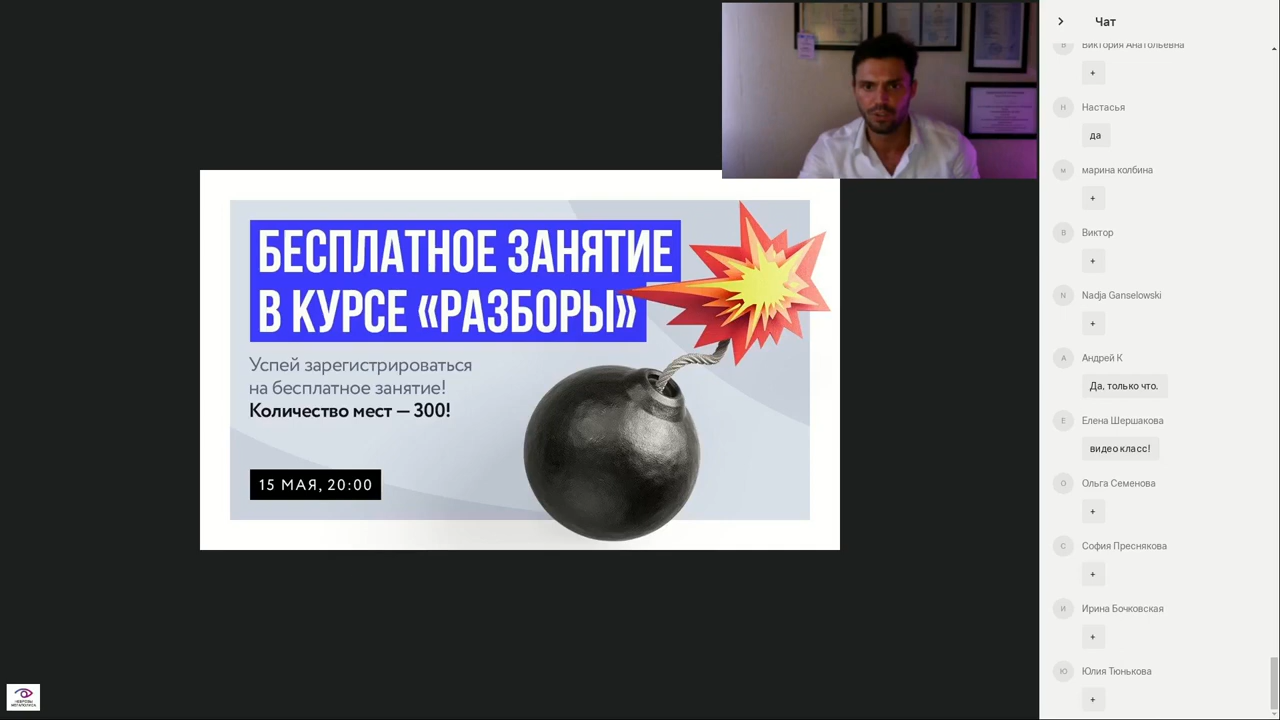 БЕСПЛАТНОЕ ЗАНЯТИЕ
В КУРСЕ «РАЗБОРЫ»
Успей зарегистрироваться
на бесплатное занятие!
Количество мест — 300!
15 МАЯ, 20:00
Чат
В
Виктория Анатольевна
+
Н
Настасья
да
м
марина колбина
+
В
Виктор
+
N
Nadja Ganselowski
+
А
Андрей К
Да, только что.
Е
Елена Шершакова
видео класс!
О
Ольга Семенова
+
С
София Преснякова
+
И
Ирина Бочковская
+
Ю
Юлия Тюнькова
+